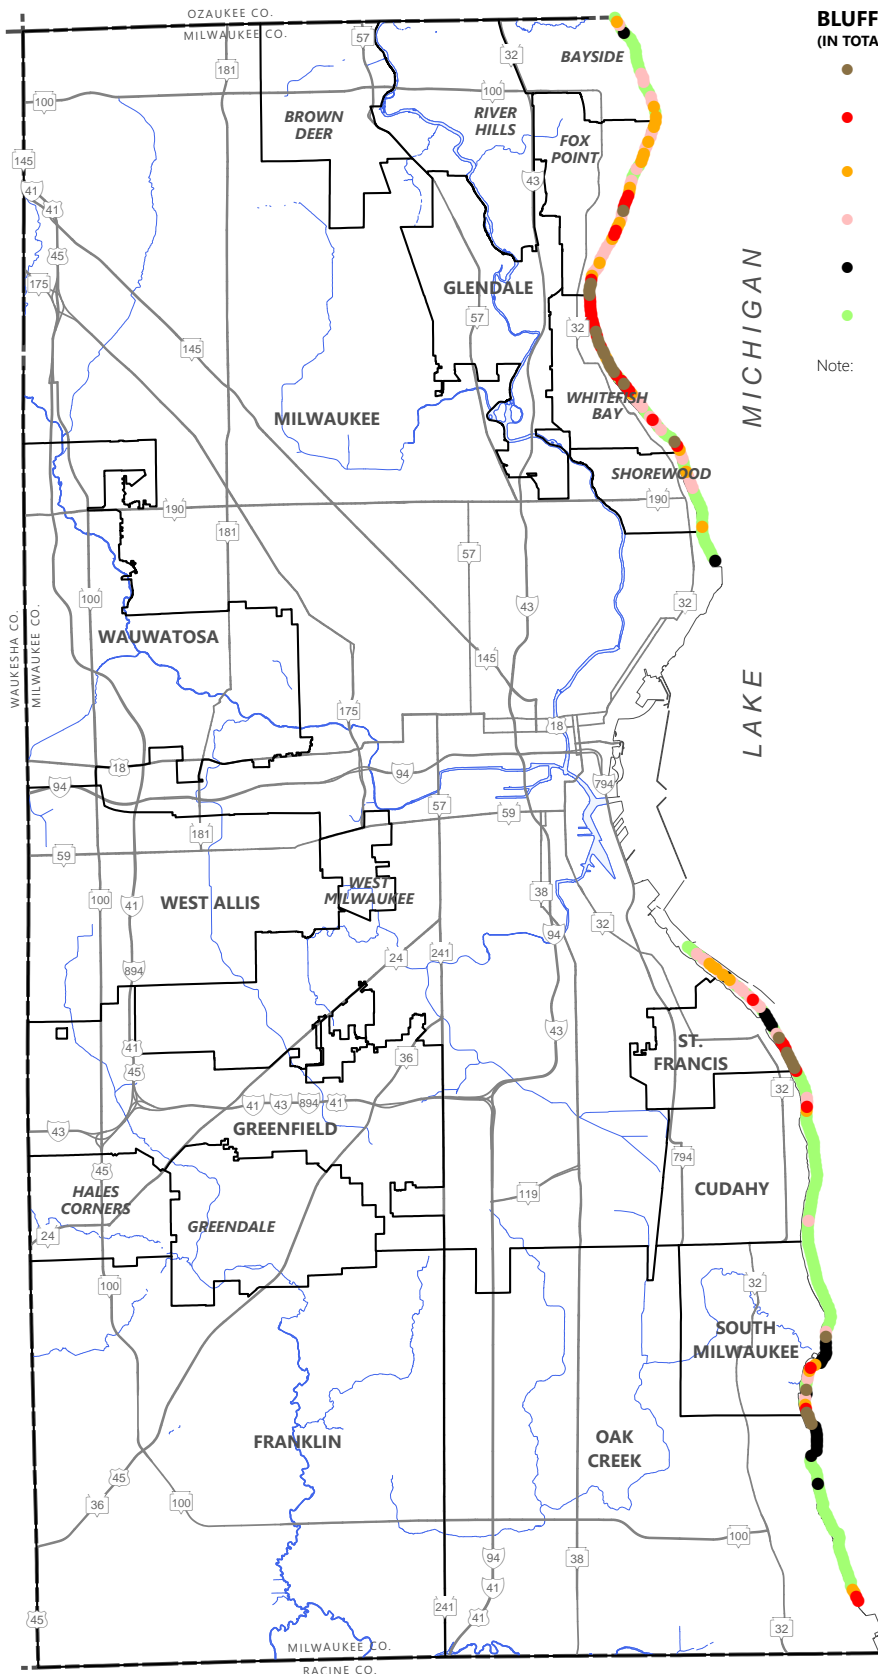 OZAUKEE CO.
MILWAUKEE CO.
BLUFF
(IN TOTA
57
32
BAYSIDE
181
100
100
BROWN
DEER
RIVER
HILLS
FOX
POINT
145
41
43
41
45
175
GLENDALE
57
32
MICHIGAN
Note:
145
WHITEFISH
BAY
MILWAUKEE
SHOREWOOD
190
190
181
57
100
43
32
WAUKESHA CO.
MILWAUKEE CO.
WAUWATOSA
145
LAKE
175
18
18
94
94
794
57
59
181
59
WEST
MILWAUKEE
38
100
41
WEST ALLIS
32
94
24
241
894
43
ST.
FRANCIS
41
36
45
32
41
43
894
41
43
GREENFIELD
794
45
HALES
CORNERS
119
CUDAHY
GREENDALE
24
100
32
SOUTH
MILWAUKEE
FRANKLIN
OAK
CREEK
45
36
100
100
94
38
41
241
41
45
32
MILWAUKEE CO.
RACINE CO.